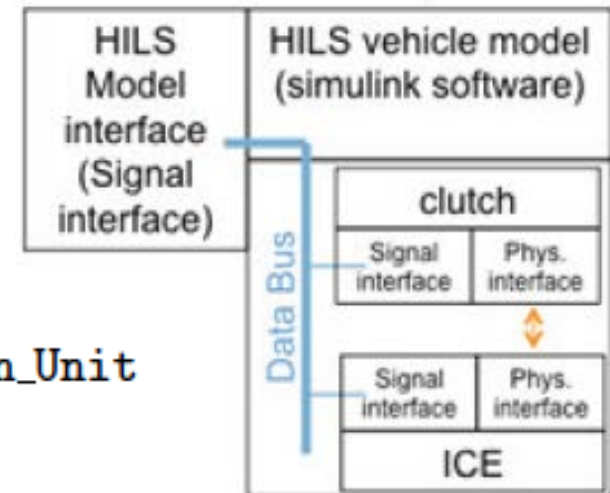 HILS
Model
interface
(Signal
interface)
HILS vehicle model
(simulink software)
Data Bus
clutch
Signal
interface
Phys.
interface
Signal
interface
Phys.
interface
ICE
n_Unit